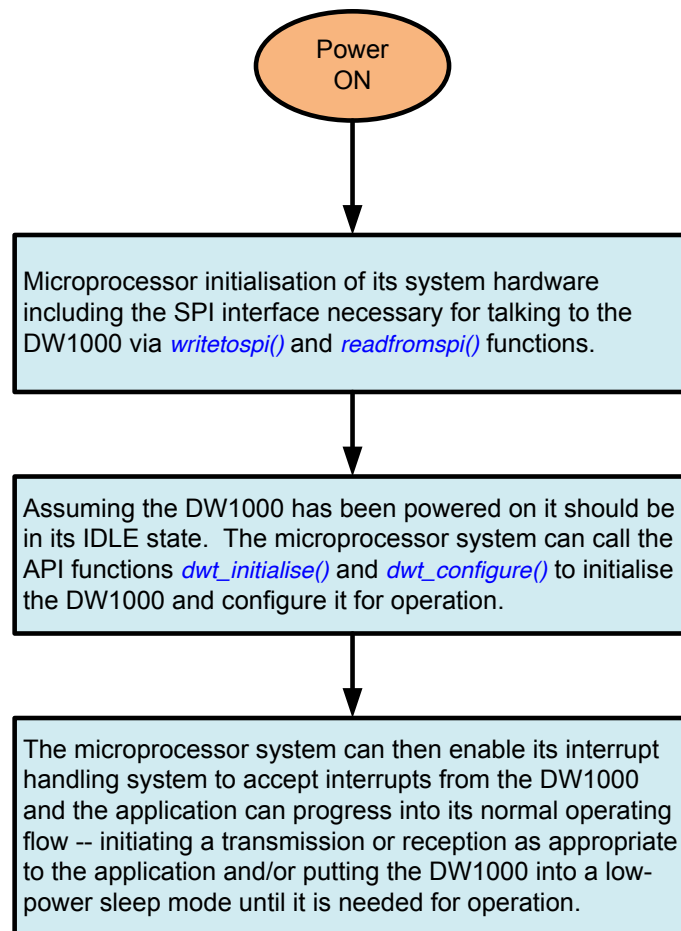 Power
ON
Microprocessor initialisation of its system hardware
including the SPI interface necessary for talking to the
DW1000 via writetospi() and readfromspi() functions.
Assuming the DW1000 has been powered on it should be
in its IDLE state.  The microprocessor system can call the
API functions dwt_initialise() and dwt_configure() to initialise
the DW1000 and configure it for operation.
The microprocessor system can then enable its interrupt
handling system to accept interrupts from the DW1000
and the application can progress into its normal operating
flow -- initiating a transmission or reception as appropriate
to the application and/or putting the DW1000 into a low-
power sleep mode until it is needed for operation.